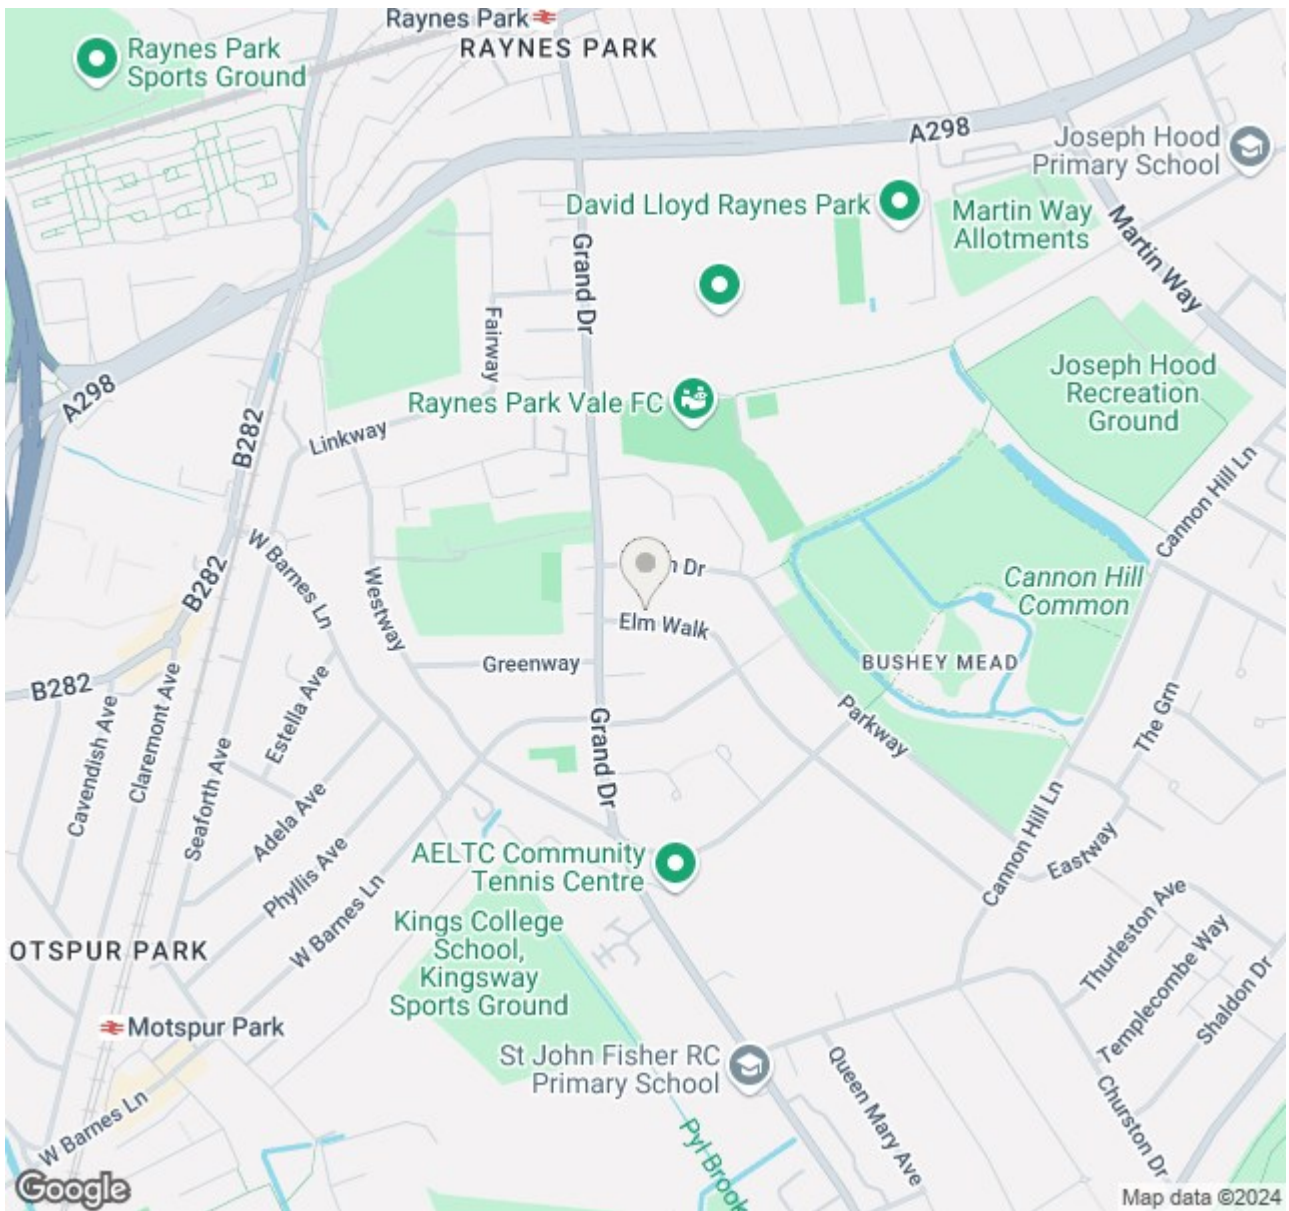 Raynes Park
RAYNES PARK
Raynes Park
Sports Ground
A298
Joseph Hood
Primary School
David Lloyd Raynes Park
Martin Way
Allotments
Martin Way
Grand Dr
Fairway
Joseph Hood
Recreation
Ground
A298
Raynes Park Vale FC
Linkway
B282
Cannon Hill Ln
W Barnes Ln
B282
Westway
Dr
Cannon Hill
Common
Elm Walk
Greenway
BUSHEY MEAD
B282
Estella Ave
Claremont Ave
Cavendish Ave
Seaforth Ave
Grand Dr
Parkway
The Grn
Adela Ave
Phyllis Ave
W Barnes Ln
Cannon Hill Ln
Eastway
AELTC Community
Tennis Centre
Kings College
School,
Kingsway
Sports Ground
OTSPUR PARK
Thurleston Ave
Templecombe Way
Shaldon Dr
Motspur Park
St John Fisher RC
Primary School
Queen Mary Ave
Churston Dr
W Barnes Ln
Pyl Brook
Google
Map data ©2024